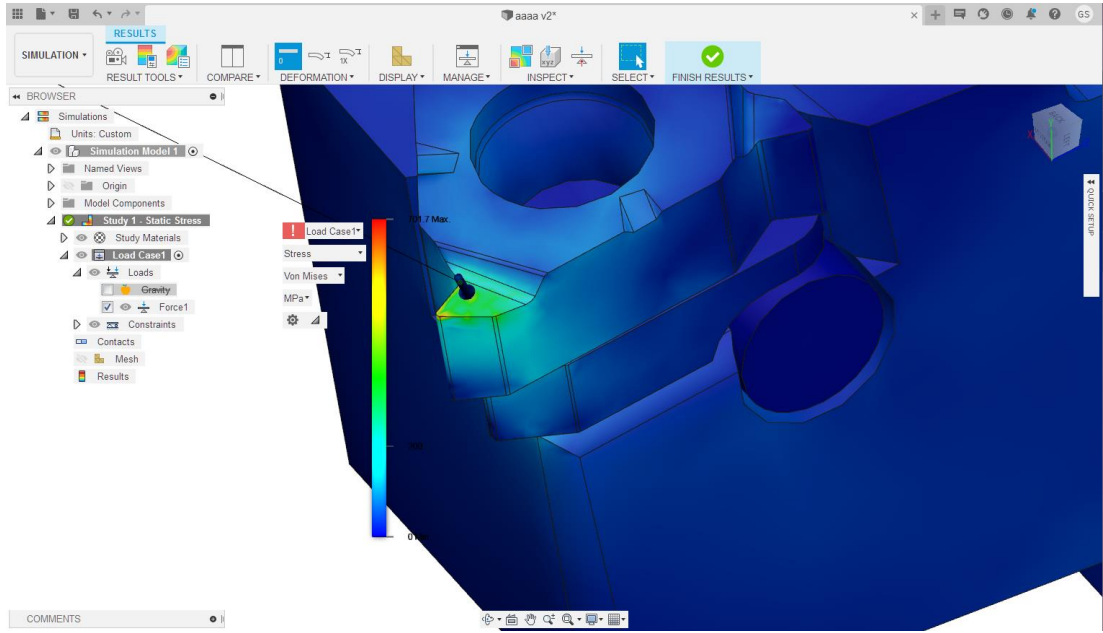 aaaa v2*
GS
RESULTS
SIMULATION
RESULT TOOLS
COMPARE
DEFORMATION
DISPLAY
MANAGE
INSPECT
SELECT
FINISH RESULTS
BROWSER
Simulations
Units: Custom
Simulation Model 1
Named Views
Origin
Model Components
Study 1 - Static Stress
Study Materials
Load Case1
Loads
Gravity
Force1
Constraints
Contacts
Mesh
Results
Load Case1
Stress
Von Mises
MPa
QUICK SETUP
COMMENTS